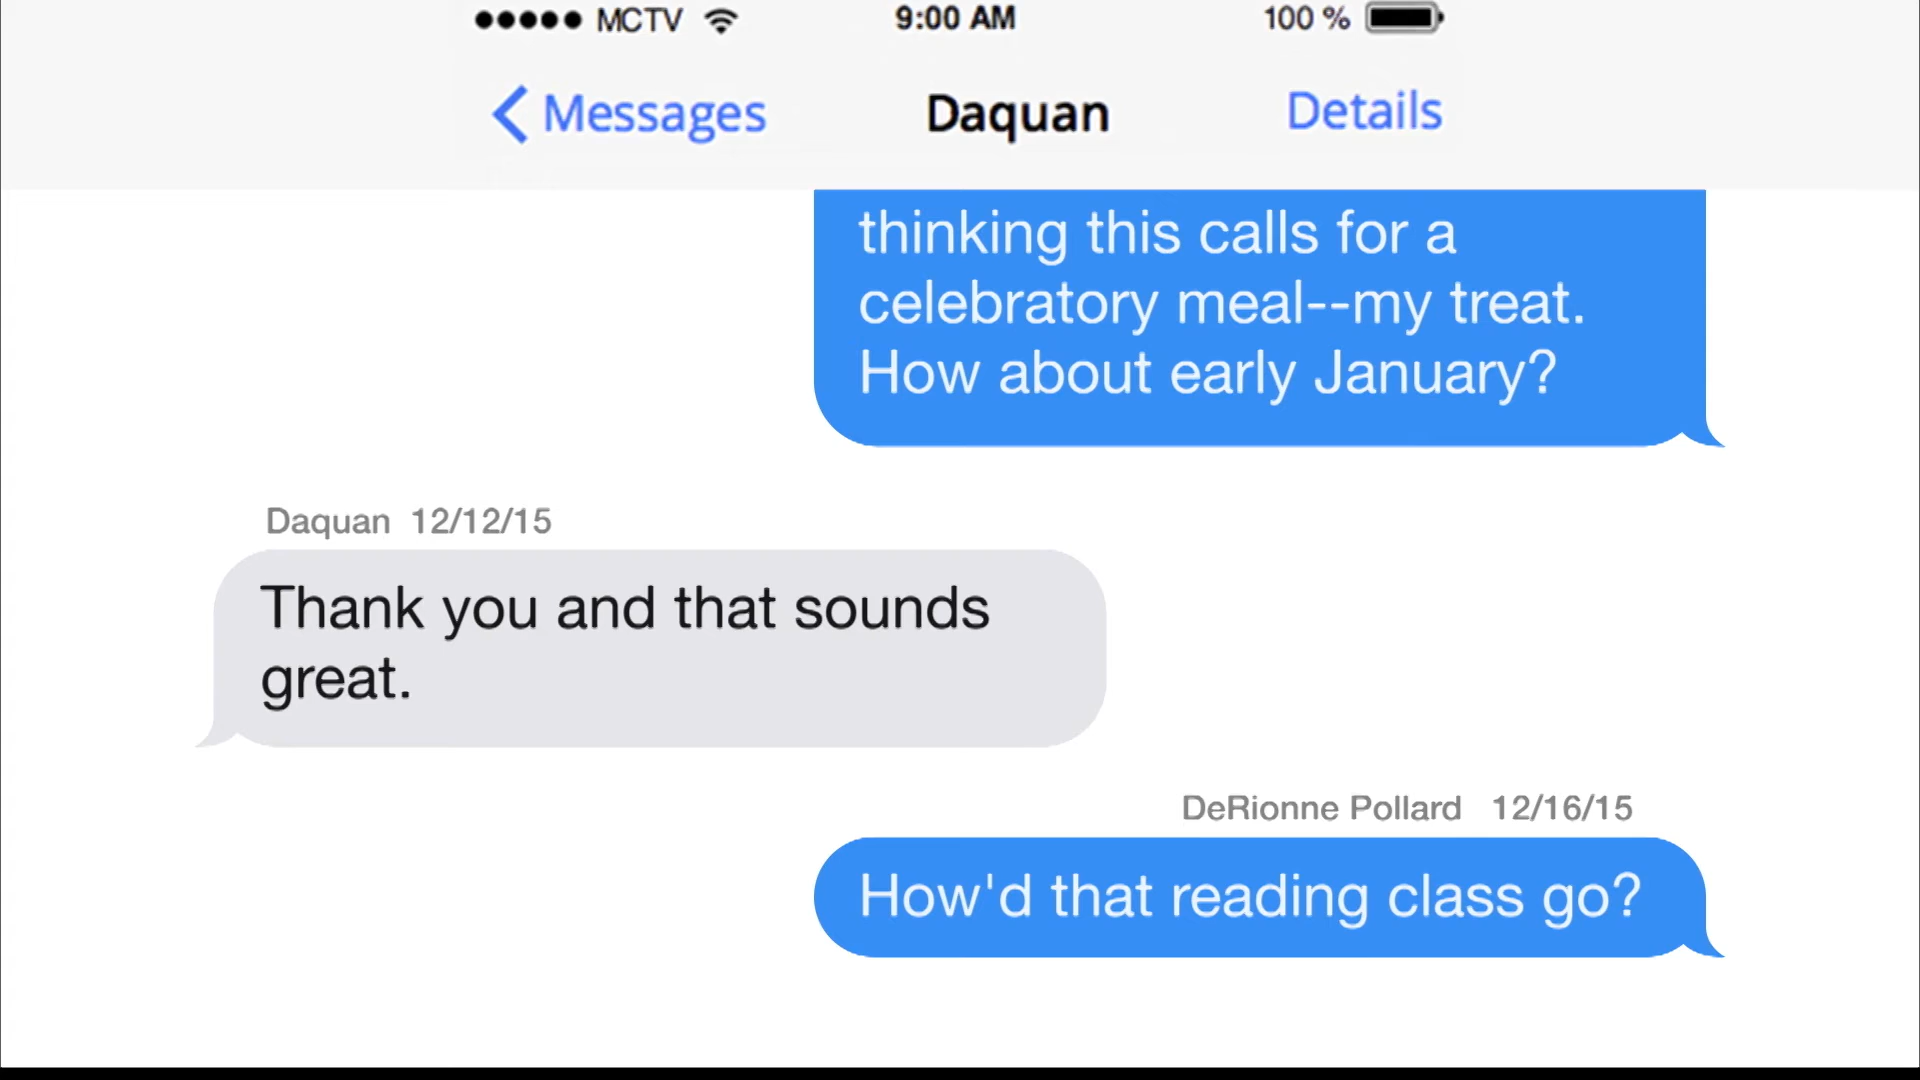 MCTV 9:00 AM 100 %
Messages Daquan Details
thinking this calls for a
celebratory meal--my treat.
How about early January?
Daquan 12/12/15
Thank you and that sounds
great.
DeRionne Pollard 12/16/15
How'd that reading class go?